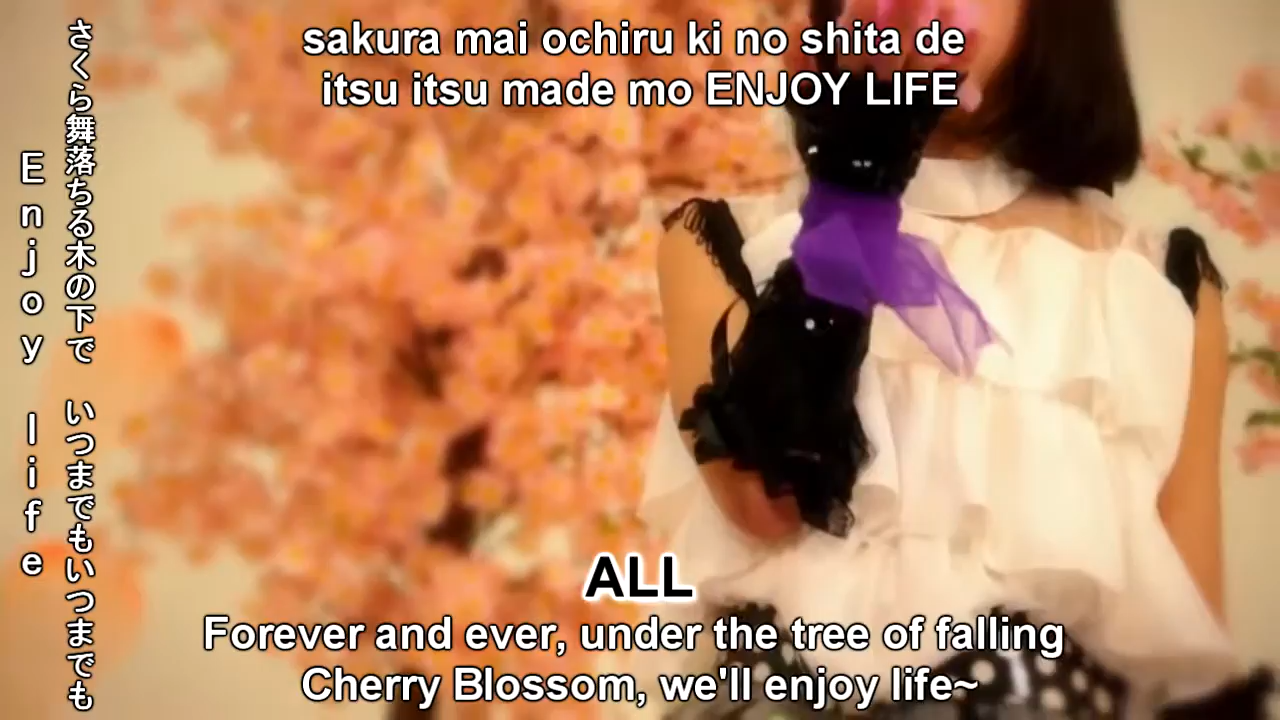 sakura mai ochiru ki no shita de
itsu itsu made mo ENJOY LIFE
さくら舞落ちる木の下で　いつまでもいつまでも
Enjoy life
ALL
Forever and ever, under the tree of falling
Cherry Blossom, we'll enjoy life~